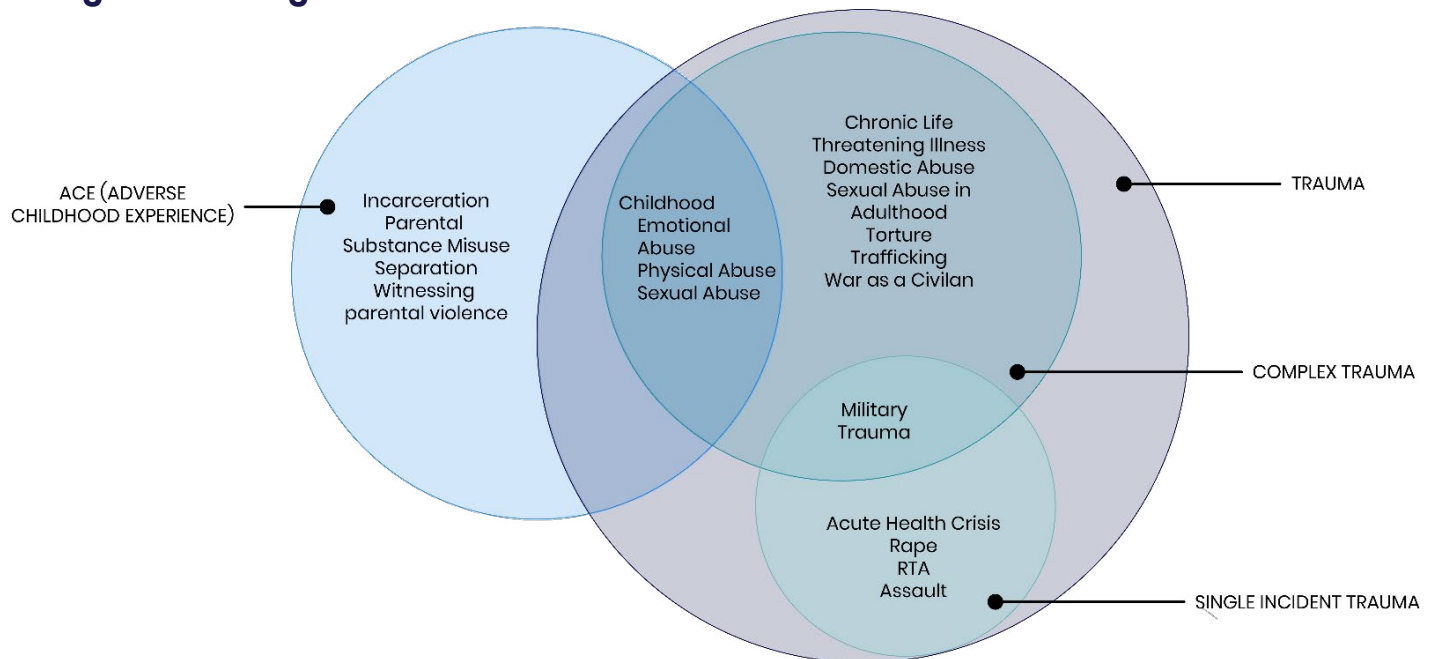 ACE (ADVERSE
CHILDHOOD EXPERIENCE)
Incarceration
Parental
Substance Misuse
Separation
Witnessing
parental violence
Childhood
Emotional
Abuse
Physical Abuse
Sexual Abuse
Chronic Life
Threatening Illness
Domestic Abuse
Sexual Abuse in
Adulthood
Torture
Trafficking
War as a Civilan
TRAUMA
COMPLEX TRAUMA
Military
Trauma
Acute Health Crisis
Rape
RTA
Assault
SINGLE INCIDENT TRAUMA